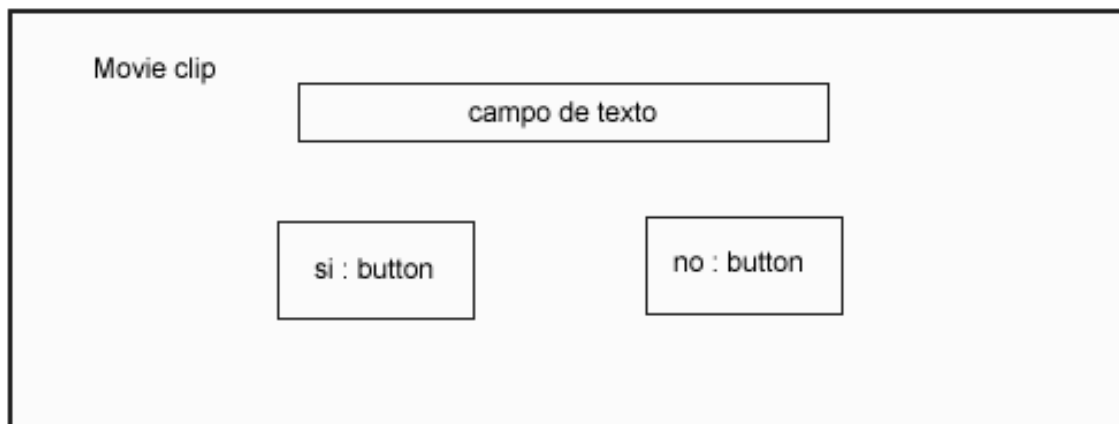 Movie clip
campo de texto
si : button
no : button